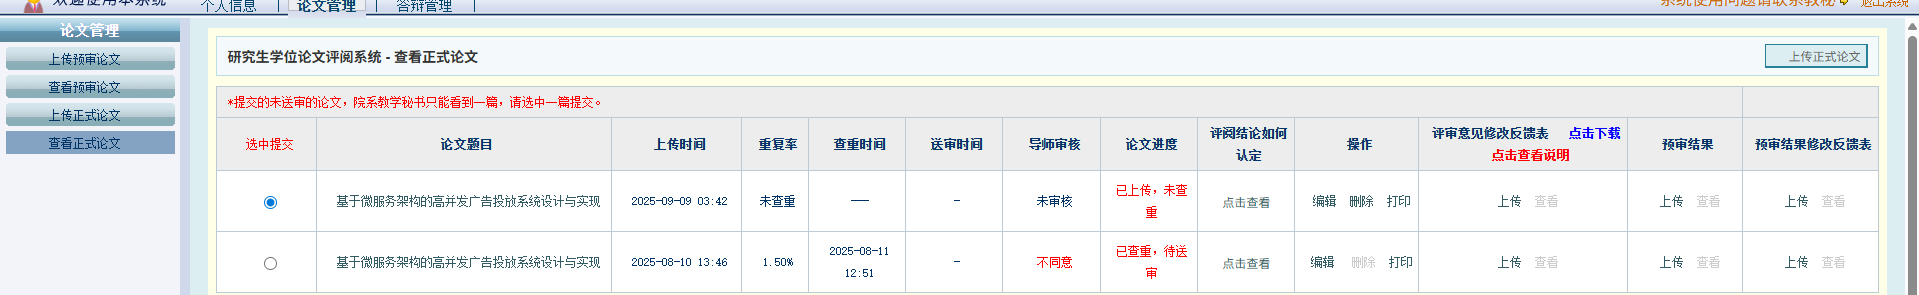 欢迎使用本系统 个人信息 论文管理 答辩管理 系统使用问题请联系教秘 退出系统
论文管理
上传预审论文
查看预审论文
上传正式论文
查看正式论文
研究生学位论文评阅系统 - 查看正式论文 上传正式论文
*提交的未送审的论文，院系教学秘书只能看到一篇，请选中一篇提交。
选中提交 论文题目 上传时间 重复率 查重时间 送审时间 导师审核 论文进度 评阅结论如何认定 操作 评审意见修改反馈表 点击下载 点击查看说明 预审结果 预审结果修改反馈表
基于微服务架构的高并发广告投放系统设计与实现 2025-09-09 03:42 未查重 —— - 未审核 已上传，未查重 点击查看 编辑 删除 打印 上传 查看 上传 查看 上传 查看
基于微服务架构的高并发广告投放系统设计与实现 2025-08-10 13:46 1.50% 2025-08-11 12:51 - 不同意 已查重，待送审 点击查看 编辑 删除 打印 上传 查看 上传 查看 上传 查看